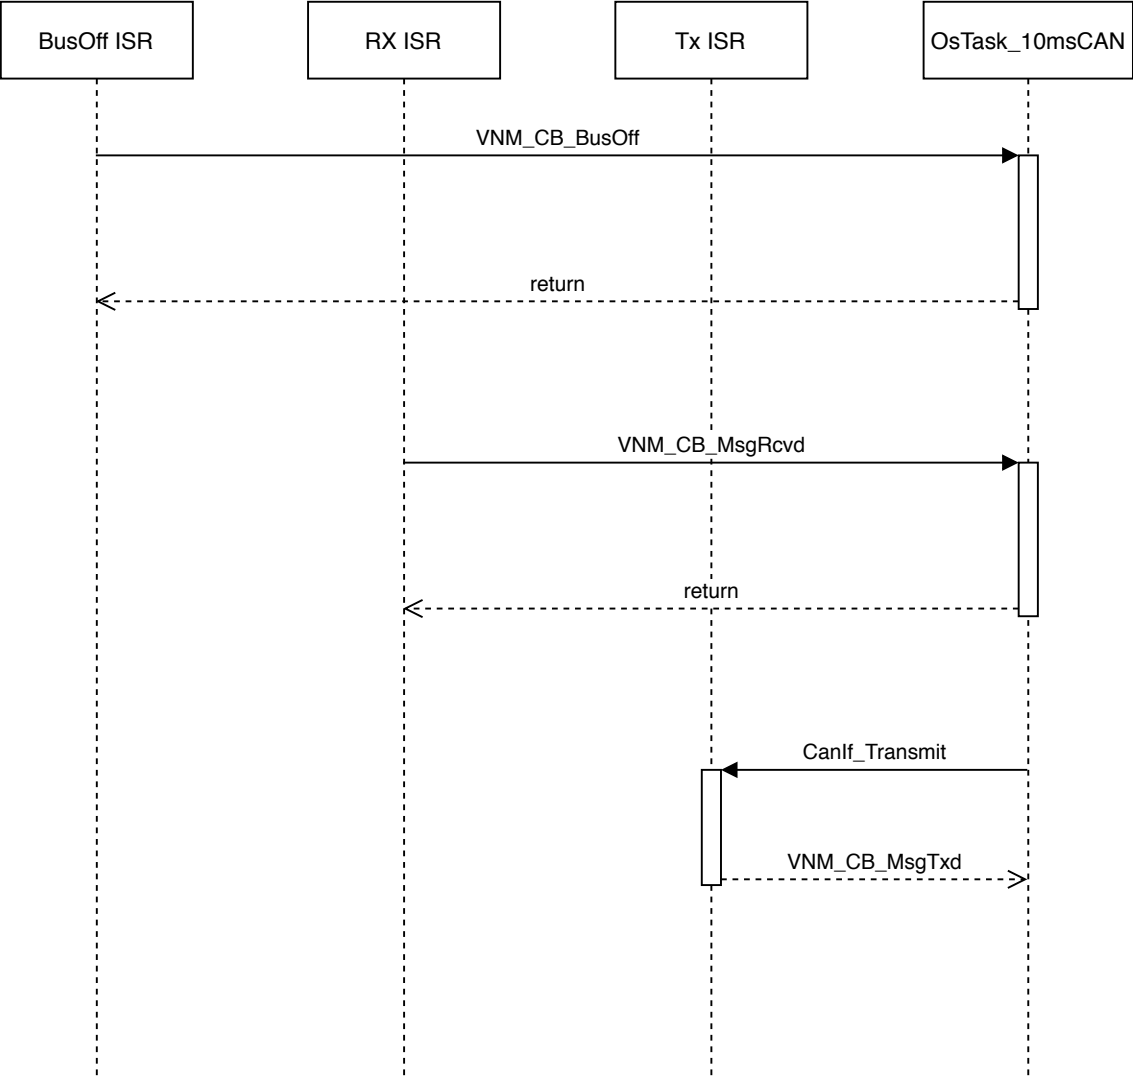 BusOff ISR
RX ISR
Tx ISR
OsTask_10msCAN
VNM_CB_BusOff
return
VNM_CB_MsgRcvd
return
CanIf_Transmit
VNM_CB_MsgTxd